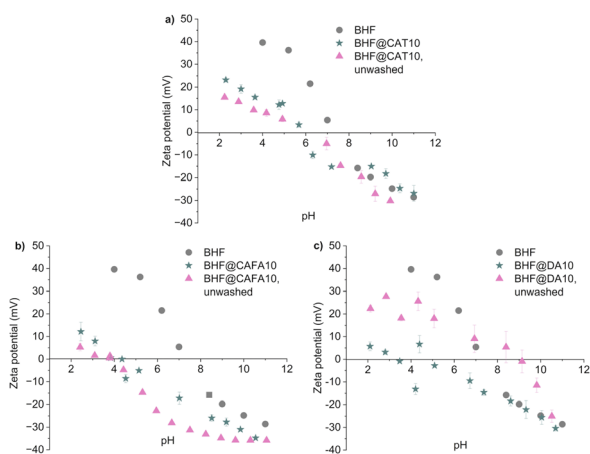 a)
BHF
BHF@CAT10
BHF@CAT10,
unwashed
Zeta potential (mV)
50
40
30
20
10
0
−10
−20
−30
−40
2 4 6 8 10 12
pH
b)
BHF
BHF@CAFA10
BHF@CAFA10,
unwashed
Zeta potential (mV)
50
40
30
20
10
0
-10
-20
-30
-40
2 4 6 8 10 12
pH
c)
BHF
BHF@DA10
BHF@DA10,
unwashed
Zeta potential (mV)
50
40
30
20
10
0
-10
-20
-30
-40
2 4 6 8 10 12
pH